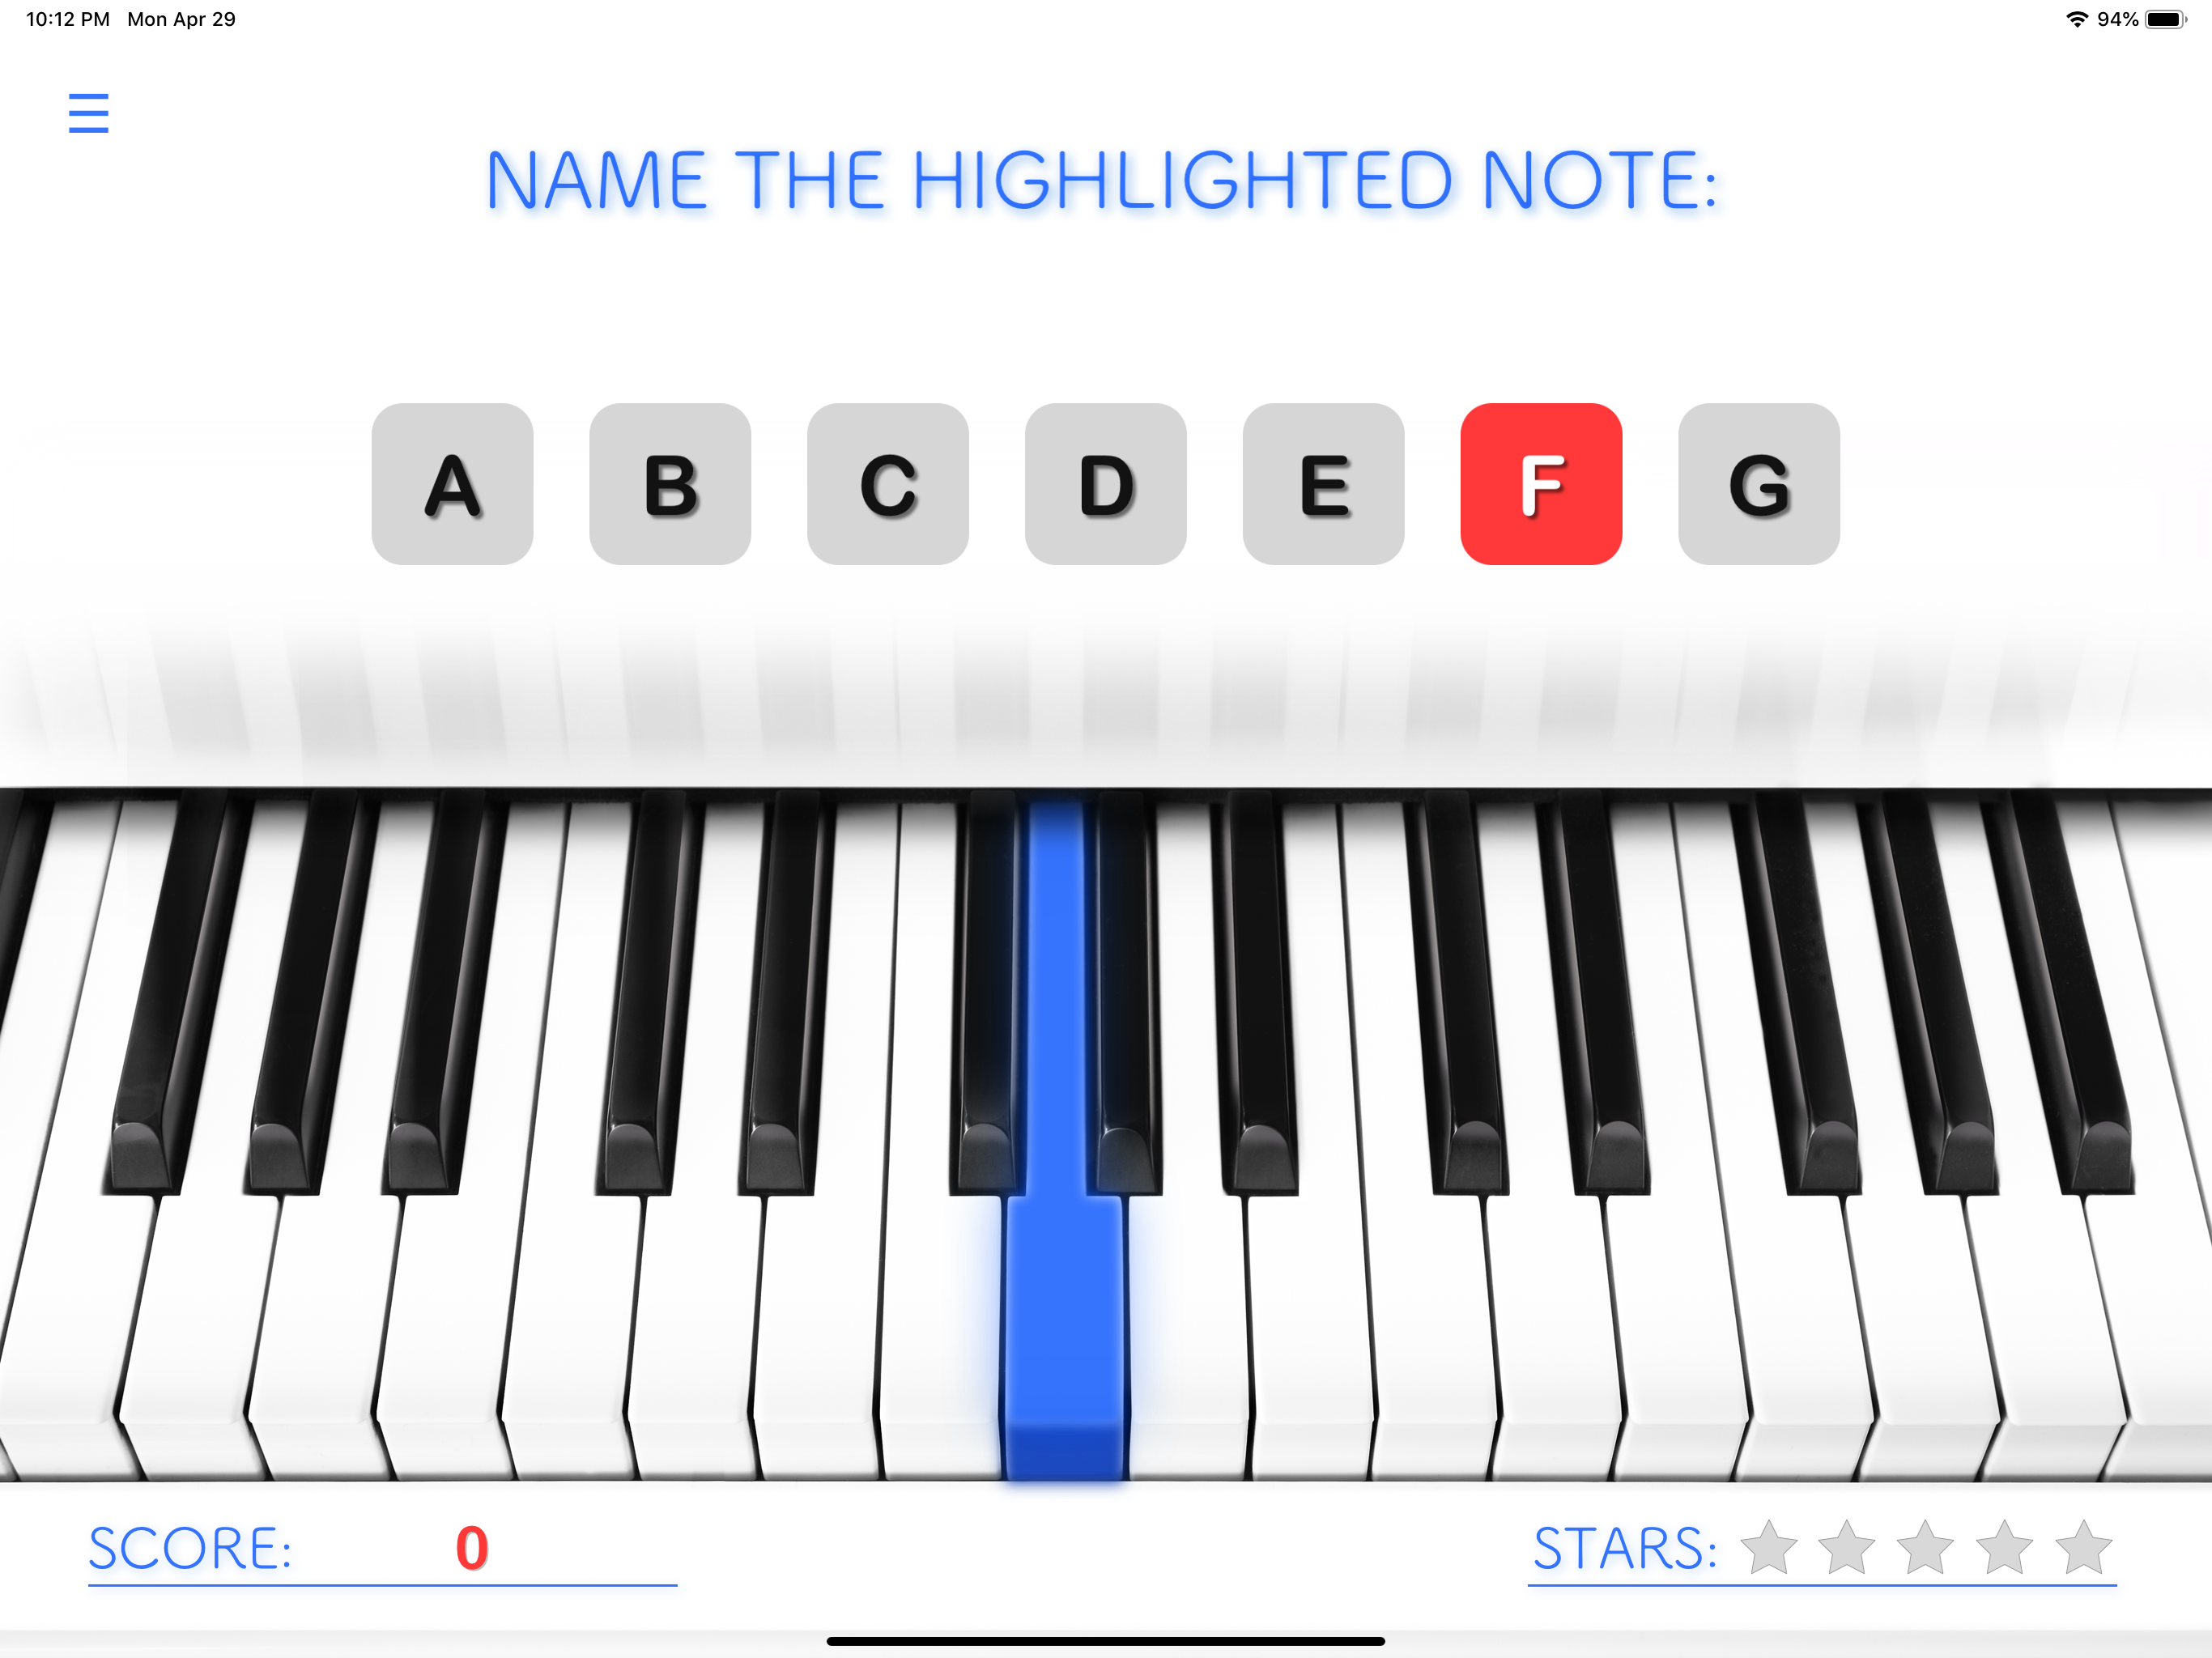 10:12 PM Mon Apr 29
94%
NAME THE HIGHLIGHTED NOTE:
A B C D E F G
SCORE: 0
STARS: